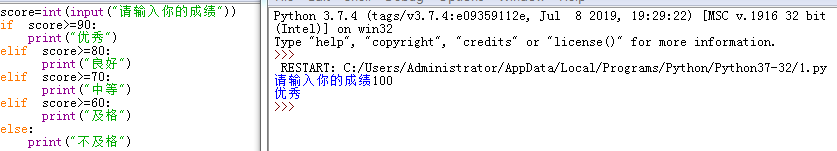 score=int(input("请输入你的成绩"))
if  score>=90:
    print("优秀")
elif  score>=80:
    print("良好")
elif  score>=70:
    print("中等")
elif  score>=60:
    print("及格")
else:
    print("不及格")
Python 3.7.4 (tags/v3.7.4:e09359112e, Jul  8 2019, 19:29:22) [MSC v.1916 32 bit
(Intel)] on win32
Type "help", "copyright", "credits" or "license()" for more information.
>>>
 RESTART: C:/Users/Administrator/AppData/Local/Programs/Python/Python37-32/1.py
请输入你的成绩100
优秀
>>>